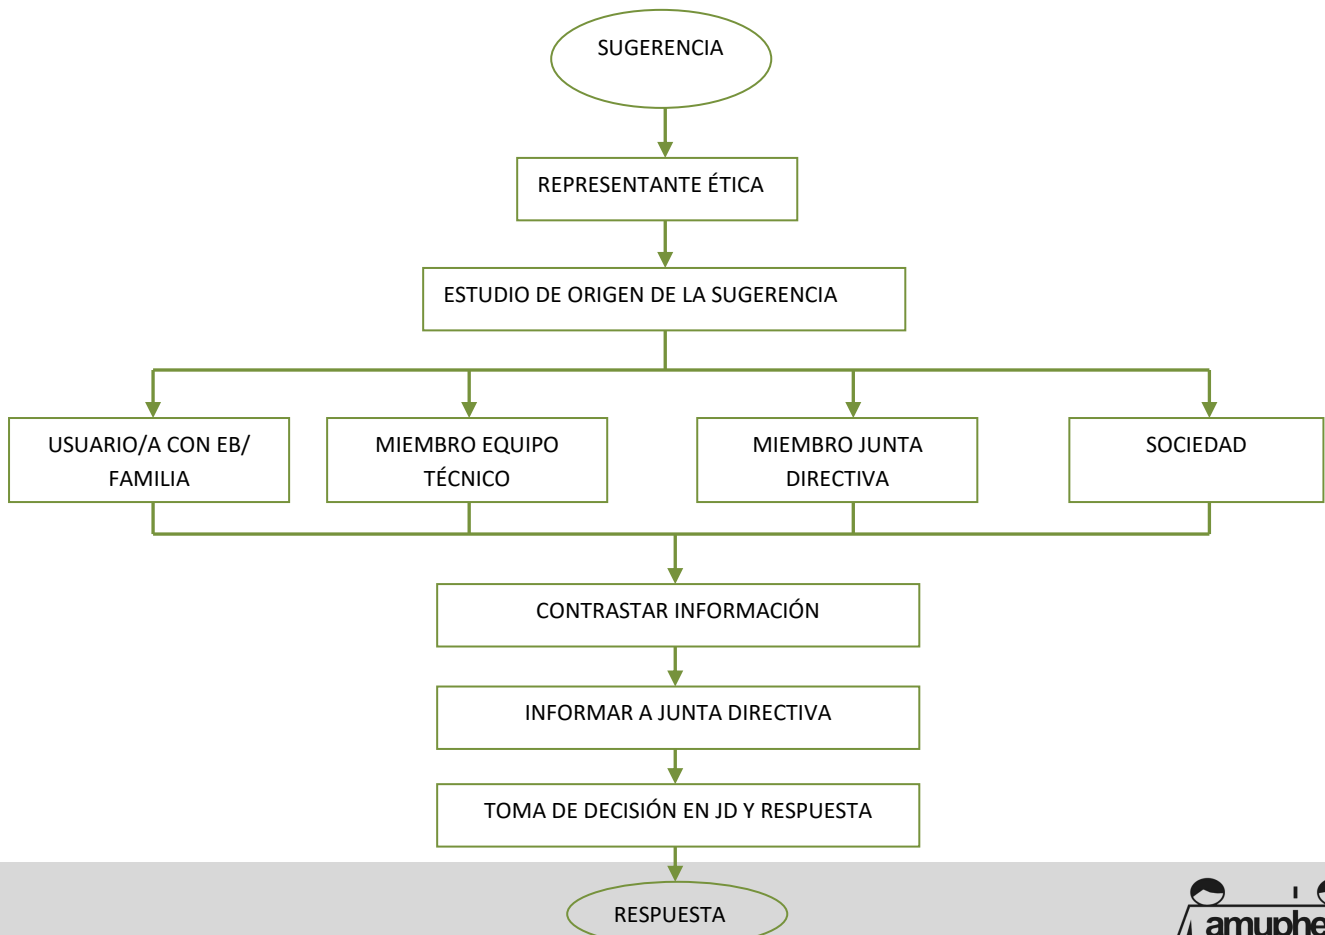 SUGERENCIA
REPRESENTANTE ÉTICA
ESTUDIO DE ORIGEN DE LA SUGERENCIA
USUARIO/A CON EB/
FAMILIA
MIEMBRO EQUIPO
TÉCNICO
MIEMBRO JUNTA
DIRECTIVA
SOCIEDAD
CONTRASTAR INFORMACIÓN
INFORMAR A JUNTA DIRECTIVA
TOMA DE DECISIÓN EN JD Y RESPUESTA
RESPUESTA